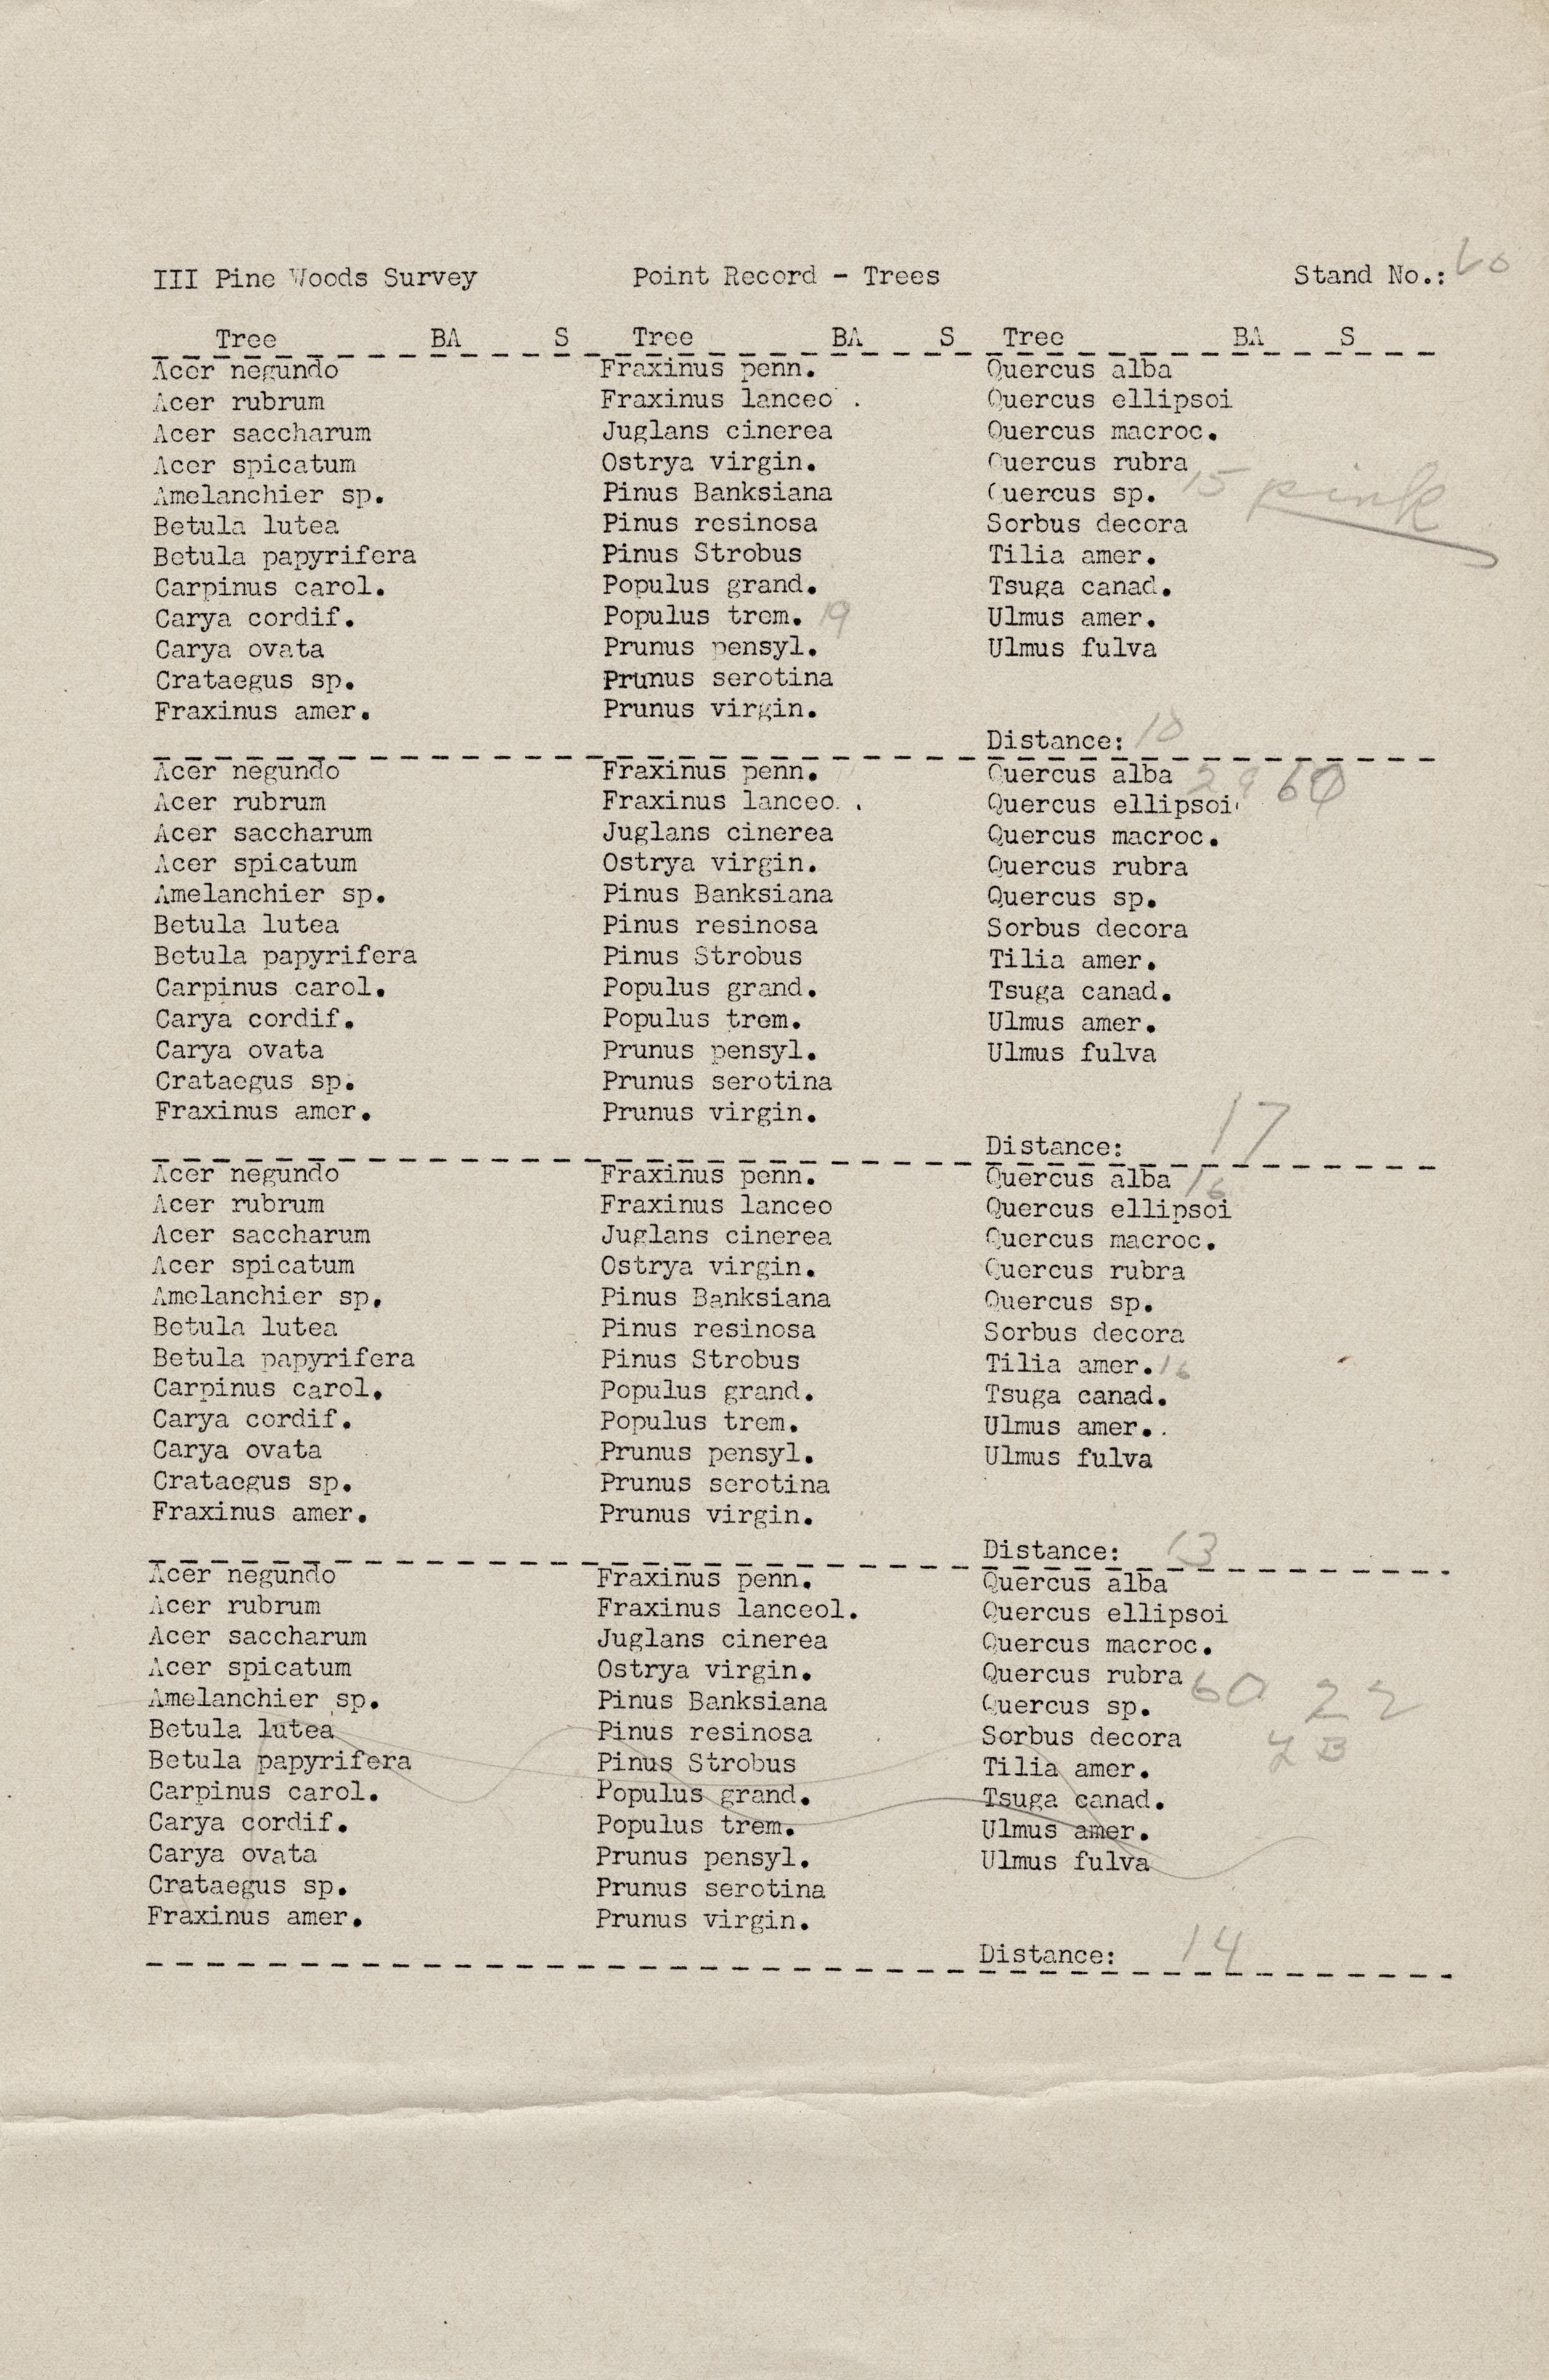 III Pine Woods Survey Point Record - Trees Stand No.: 60
Tree BA S Tree BA S Tree BA S
Acer negundo Fraxinus penn. Quercus alba
Acer rubrum Fraxinus lanceo . Quercus ellipsoi
Acer saccharum Juglans cinerea Quercus macroc.
Acer spicatum Ostrya virgin. Quercus rubra
Amelanchier sp. Pinus Banksiana Quercus sp. 15 pink
Betula lutea Pinus resinosa Sorbus decora
Betula papyrifera Pinus Strobus Tilia amer.
Carpinus carol. Populus grand. Tsuga canad.
Carya cordif. Populus trem. 19 Ulmus amer.
Carya ovata Prunus pensyl. Ulmus fulva
Crataegus sp. Prunus serotina
Fraxinus amer. Prunus virgin.
Distance: 10
Acer negundo Fraxinus penn. Quercus alba 29 60
Acer rubrum Fraxinus lanceo. . Quercus ellipsoi
Acer saccharum Juglans cinerea Quercus macroc.
Acer spicatum Ostrya virgin. Quercus rubra
Amelanchier sp. Pinus Banksiana Quercus sp.
Betula lutea Pinus resinosa Sorbus decora
Betula papyrifera Pinus Strobus Tilia amer.
Carpinus carol. Populus grand. Tsuga canad.
Carya cordif. Populus trem. Ulmus amer.
Carya ovata Prunus pensyl. Ulmus fulva
Crataegus sp. Prunus serotina
Fraxinus amer. Prunus virgin.
Distance: 17
Acer negundo Fraxinus penn. Quercus alba 16
Acer rubrum Fraxinus lanceo Quercus ellipsoi
Acer saccharum Juglans cinerea Quercus macroc.
Acer spicatum Ostrya virgin. Quercus rubra
Amelanchier sp. Pinus Banksiana Quercus sp.
Betula lutea Pinus resinosa Sorbus decora
Betula papyrifera Pinus Strobus Tilia amer. 16
Carpinus carol. Populus grand. Tsuga canad.
Carya cordif. Populus trem. Ulmus amer..
Carya ovata Prunus pensyl. Ulmus fulva
Crataegus sp. Prunus serotina
Fraxinus amer. Prunus virgin.
Distance: 13
Acer negundo Fraxinus penn. Quercus alba
Acer rubrum Fraxinus lanceol. Quercus ellipsoi
Acer saccharum Juglans cinerea Quercus macroc.
Acer spicatum Ostrya virgin. Quercus rubra 60 22
Amelanchier sp. Pinus Banksiana Quercus sp.
Betula lutea Pinus resinosa Sorbus decora
Betula papyrifera Pinus Strobus Tilia amer.
Carpinus carol. Populus grand. Tsuga canad.
Carya cordif. Populus trem. Ulmus amer.
Carya ovata Prunus pensyl. Ulmus fulva
Crataegus sp. Prunus serotina
Fraxinus amer. Prunus virgin.
Distance: 14